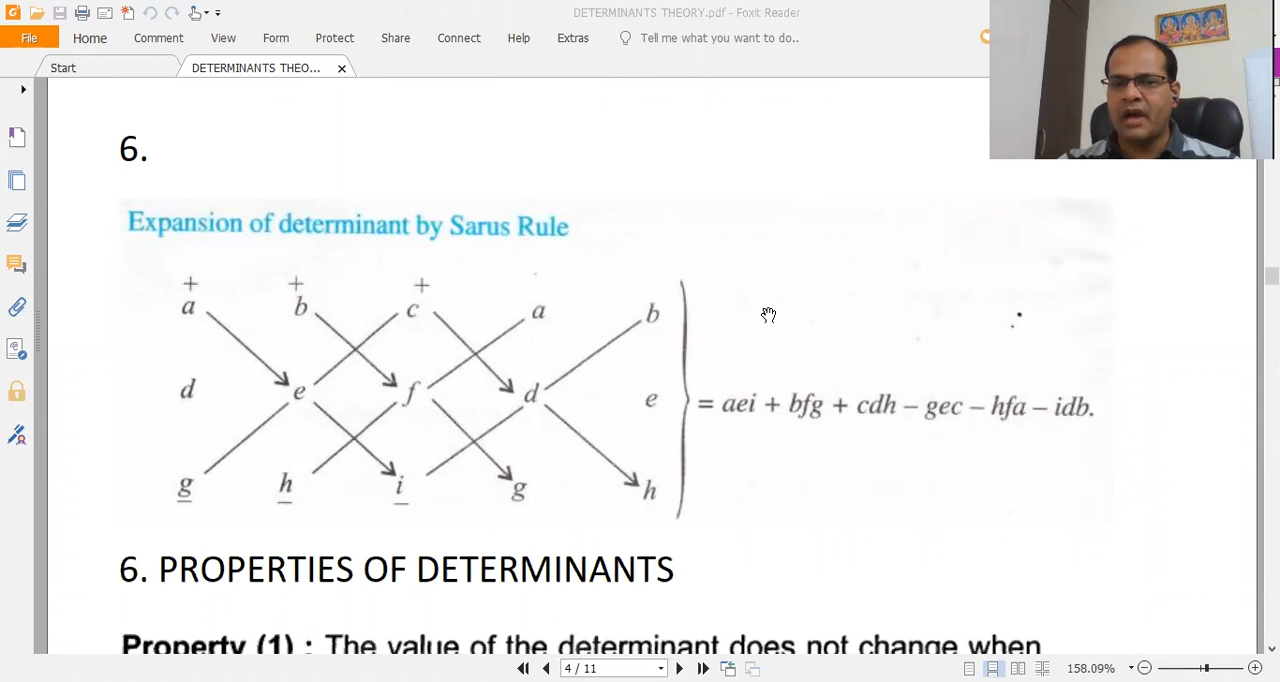 DETERMINANTS THEORY.pdf - Foxit Reader
File Home Comment View Form Protect Share Connect Help Extras Tell me what you want to do..
Start DETERMINANTS THEO... ×
6.
Expansion of determinant by Sarus Rule
+ + +
a b c a b
d e f d e = aei + bfg + cdh – gec – hfa – idb.
g h i g h
6. PROPERTIES OF DETERMINANTS
Property (1) : The value of the determinant does not change when
4 / 11 158.09%